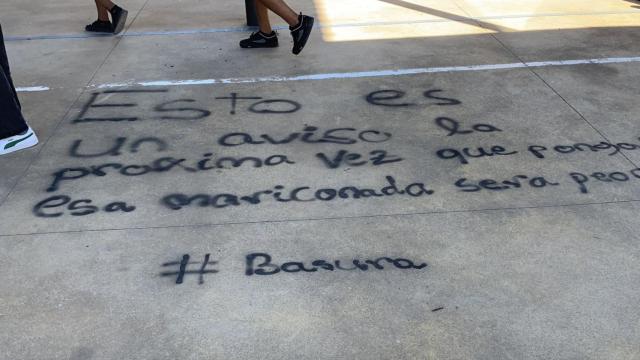 Esto es
un aviso la
proxima vez que pongo
esa mariconada sera peor
# Basura